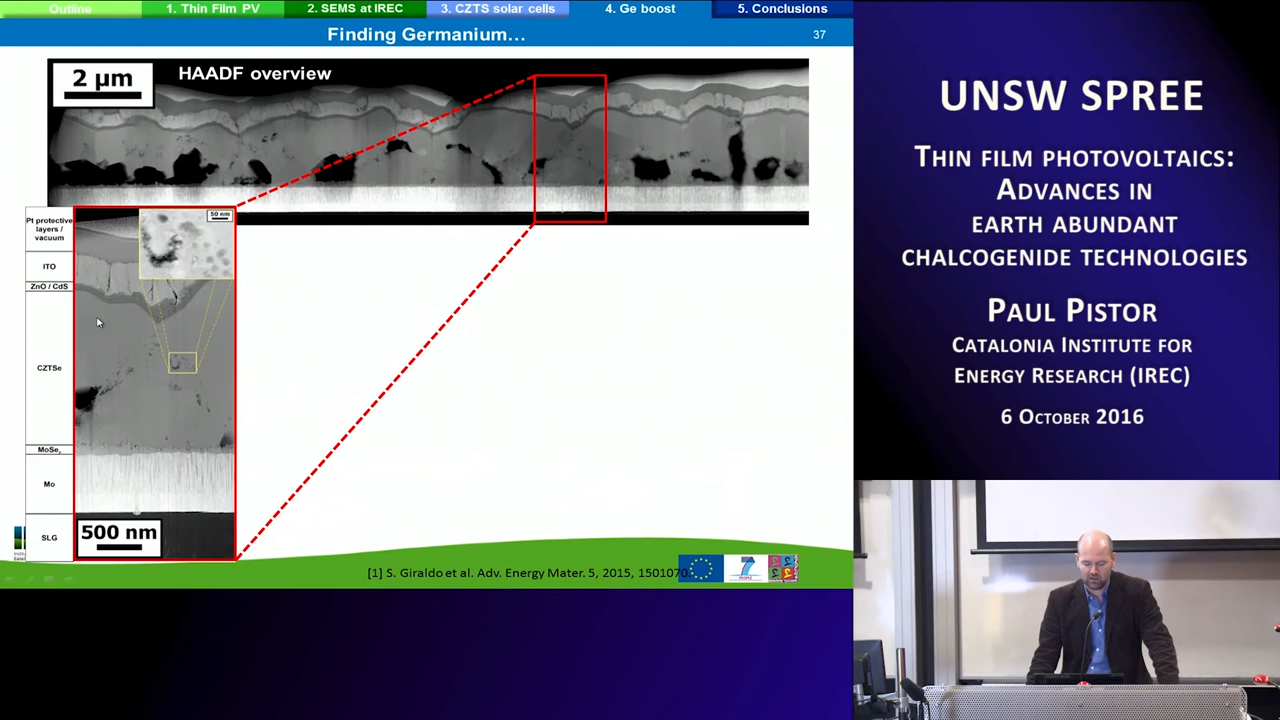 Outline
1. Thin Film PV
2. SEMS at IREC
3. CZTS solar cells
4. Ge boost
5. Conclusions
Finding Germanium…
37
2 µm
HAADF overview
Pt protective
layers /
vacuum
ITO
ZnO / CdS
CZTSe
MoSeₓ
Mo
SLG
50 nm
500 nm
[1] S. Giraldo et al. Adv. Energy Mater. 5, 2015, 1501070.
7
PEOPLE
UNSW SPREE
Thin film photovoltaics:
Advances in
earth abundant
chalcogenide technologies
Paul Pistor
Catalonia Institute for
Energy Research (IREC)
6 October 2016